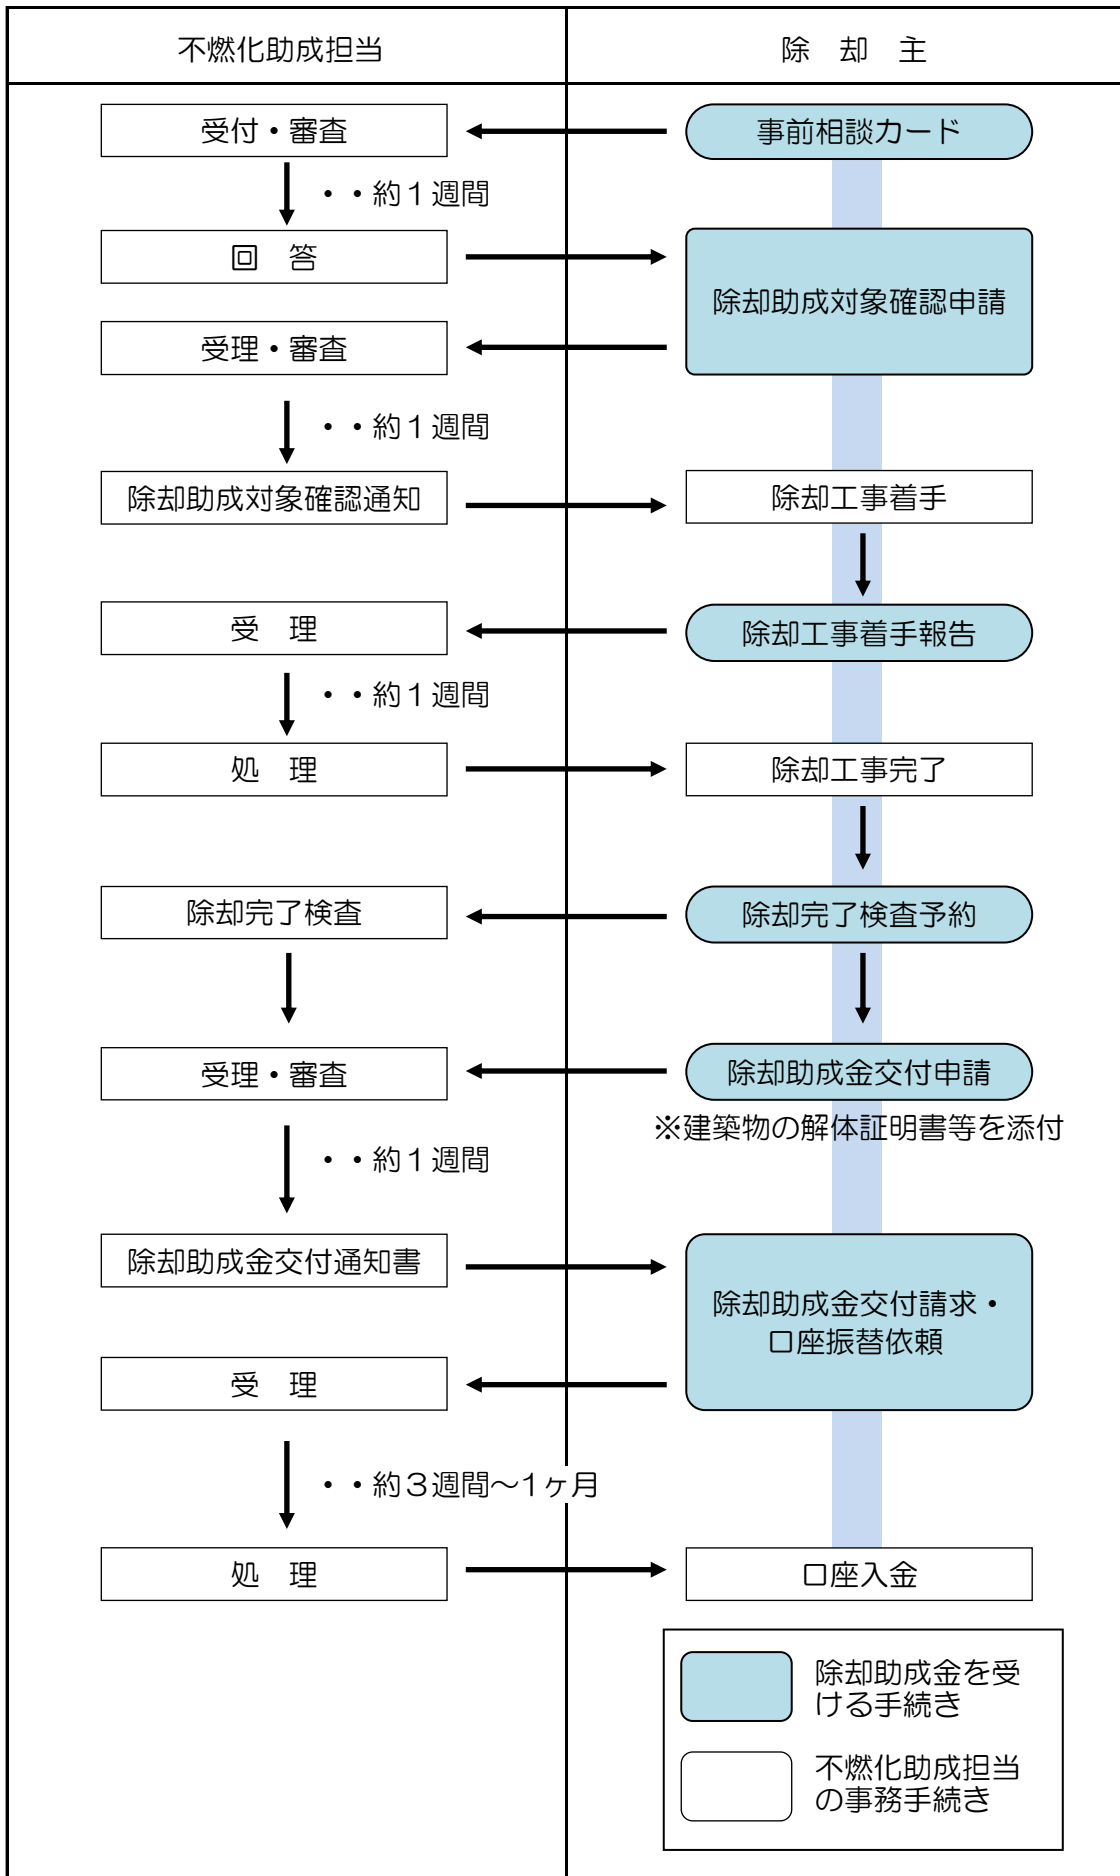 不燃化助成担当
除　却　主
受付・審査
事前相談カード
・・約１週間
回　答
除却助成対象確認申請
受理・審査
・・約１週間
除却助成対象確認通知
除却工事着手
受　理
除却工事着手報告
・・約１週間
処　理
除却工事完了
除却完了検査
除却完了検査予約
受理・審査
除却助成金交付申請
※建築物の解体証明書等を添付
・・約１週間
除却助成金交付通知書
除却助成金交付請求・
口座振替依頼
受　理
・・約３週間～1ヶ月
処　理
口座入金
除却助成金を受
ける手続き
不燃化助成担当
の事務手続き